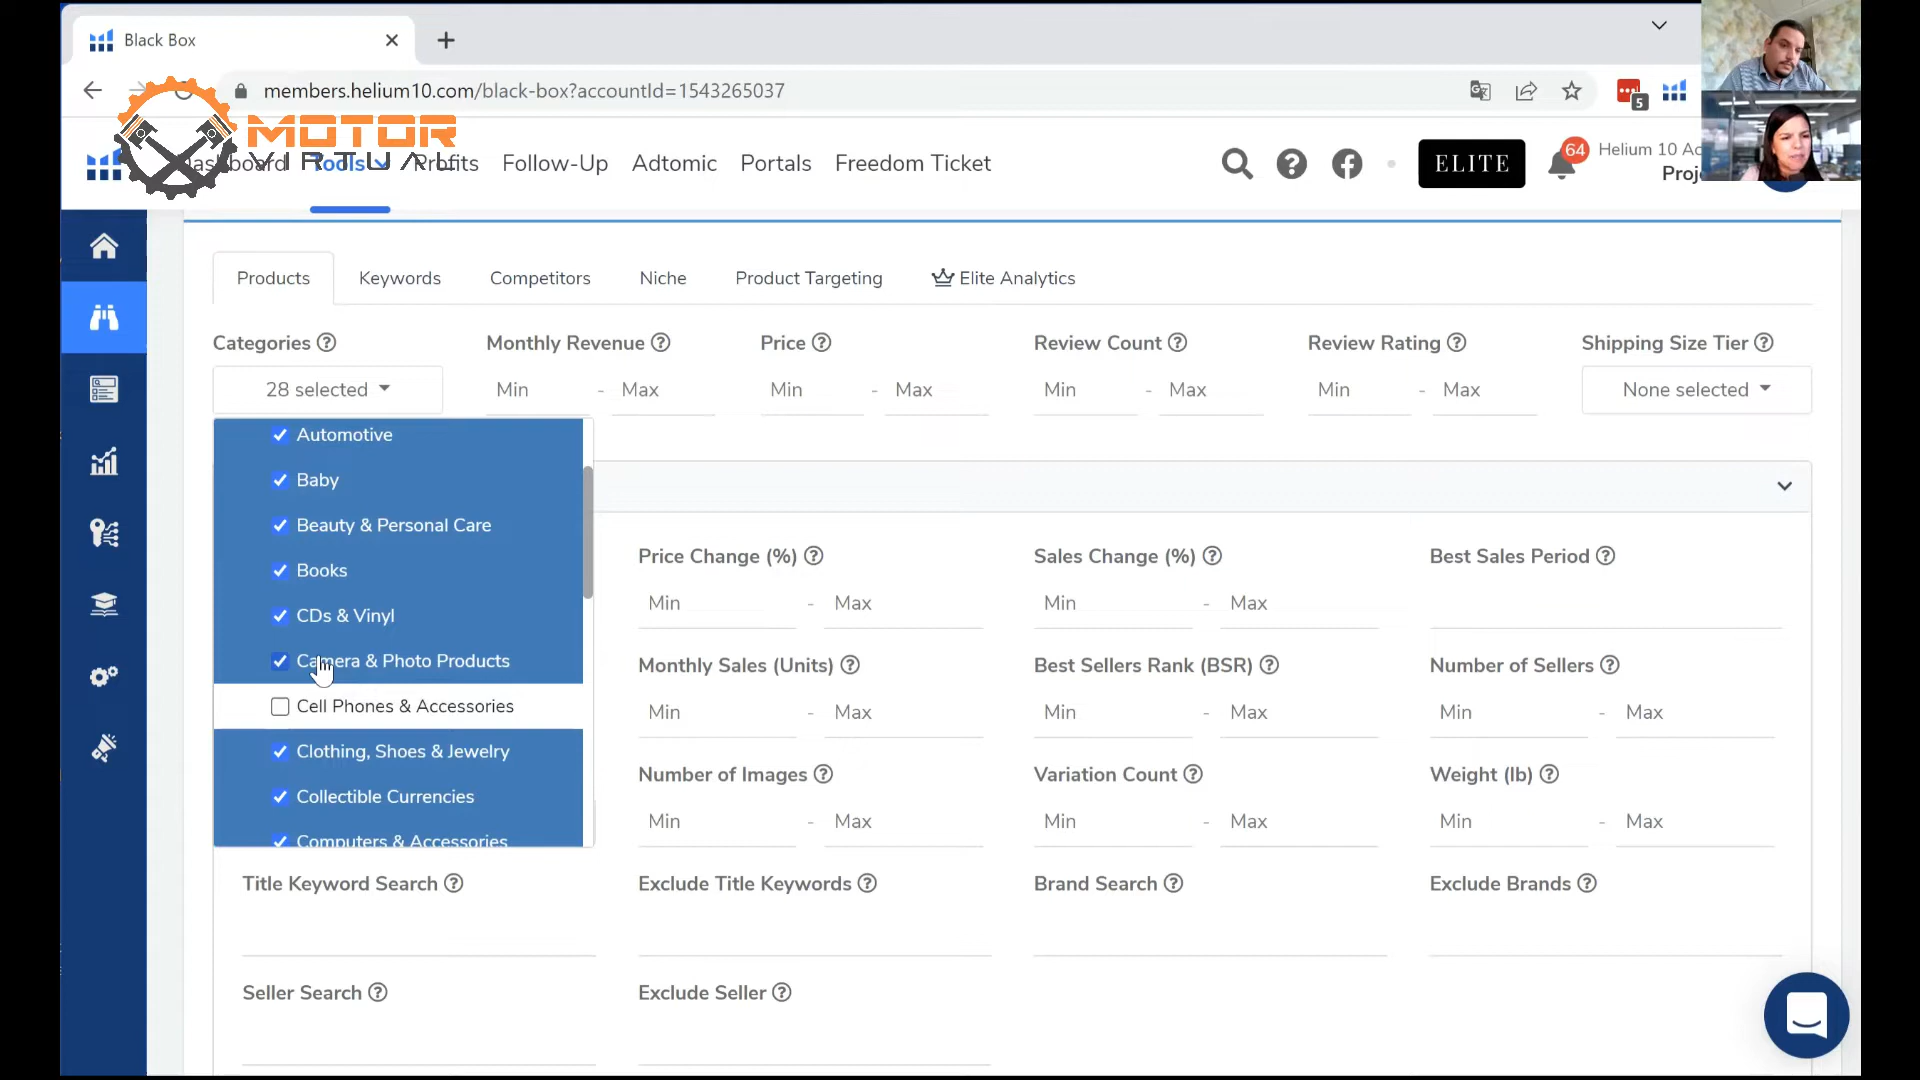 Black Box
members.helium10.com/black-box?accountId=1543265037
5
MOTOR
VIRTUAL
Dashboard Tools Profits Follow-Up Adtomic Portals Freedom Ticket
ELITE
64
Helium 10 Ac
Proj
Products Keywords Competitors Niche Product Targeting Elite Analytics
Categories Monthly Revenue Price Review Count Review Rating Shipping Size Tier
28 selected Min - Max Min - Max Min - Max Min - Max None selected
Automotive
Baby
Beauty & Personal Care
Books
CDs & Vinyl
Camera & Photo Products
Cell Phones & Accessories
Clothing, Shoes & Jewelry
Collectible Currencies
Computers & Accessories
Price Change (%) Sales Change (%) Best Sales Period
Min - Max Min - Max
Monthly Sales (Units) Best Sellers Rank (BSR) Number of Sellers
Min - Max Min - Max Min - Max
Number of Images Variation Count Weight (lb)
Min - Max Min - Max Min - Max
Title Keyword Search Exclude Title Keywords Brand Search Exclude Brands
Seller Search Exclude Seller